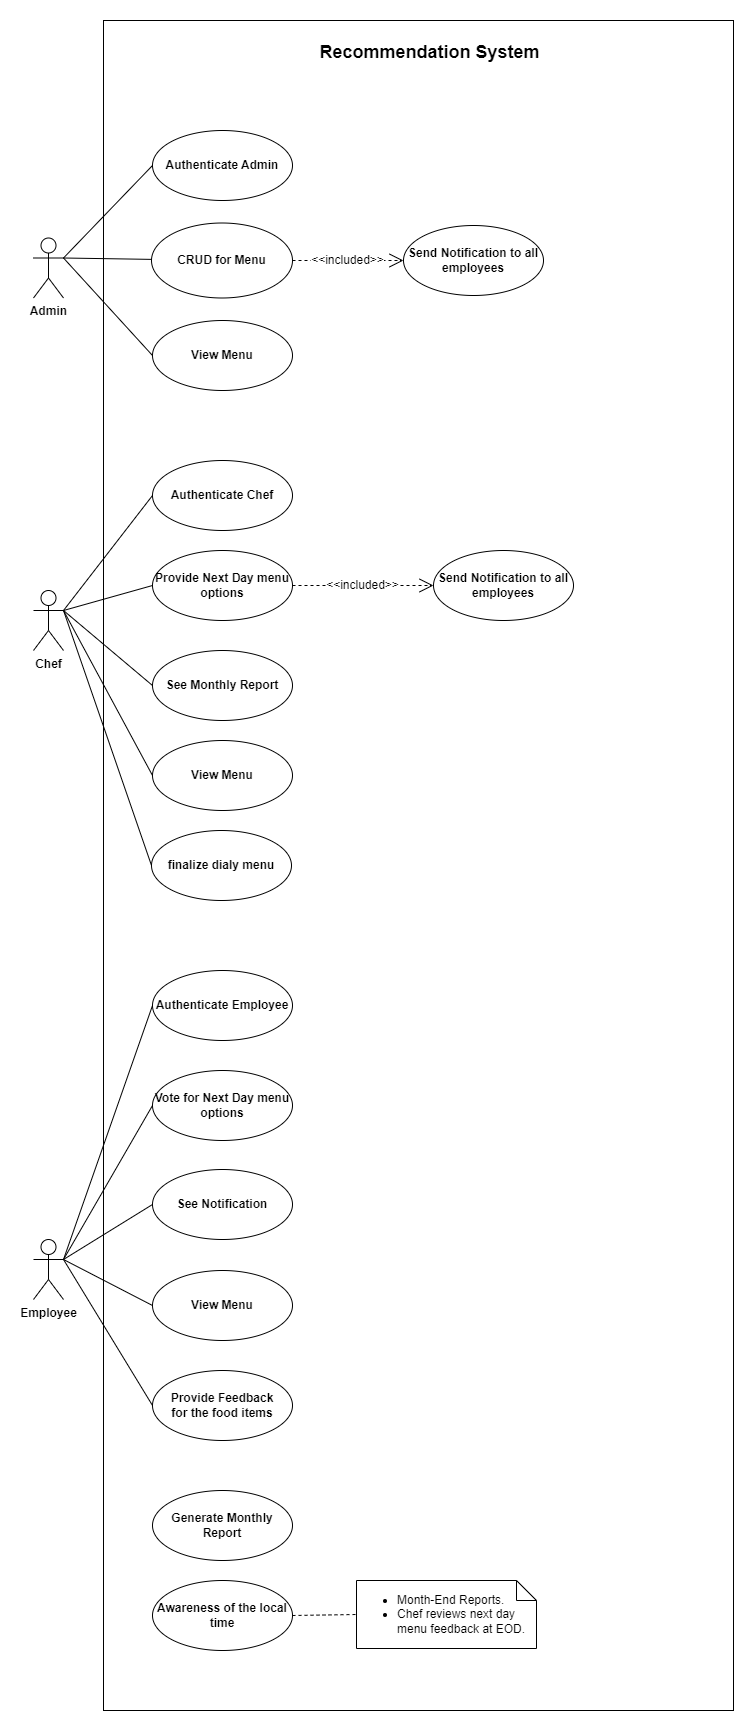 Recommendation System
Authenticate Admin
CRUD for Menu
<<included>>
Send Notification to all
employees
Admin
View Menu
Authenticate Chef
Provide Next Day menu
options
<<included>>
Send Notification to all
employees
Chef
See Monthly Report
View Menu
finalize dialy menu
Authenticate Employee
Vote for Next Day menu
options
See Notification
Employee
View Menu
Provide Feedback
for the food items
Generate Monthly
Report
Awareness of the local
time
• Month-End Reports.
• Chef reviews next day
menu feedback at EOD.